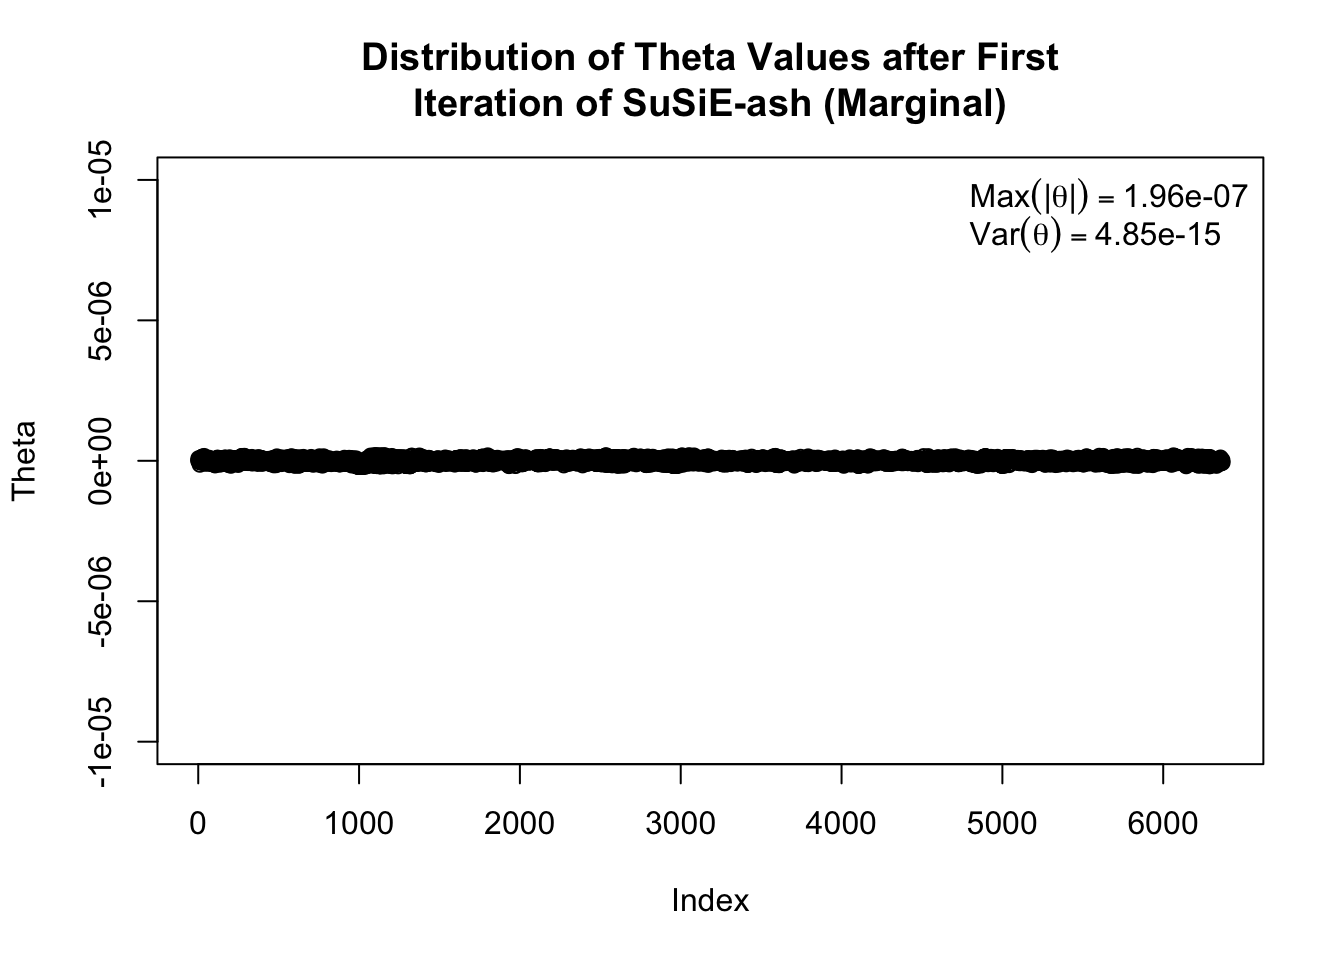 Distribution of Theta Values after First
Iteration of SuSiE-ash (Marginal)
Max(|θ|) = 1.96e-07
Var(θ) = 4.85e-15
Theta
1e-05
5e-06
0e+00
-5e-06
-1e-05
0 1000 2000 3000 4000 5000 6000
Index